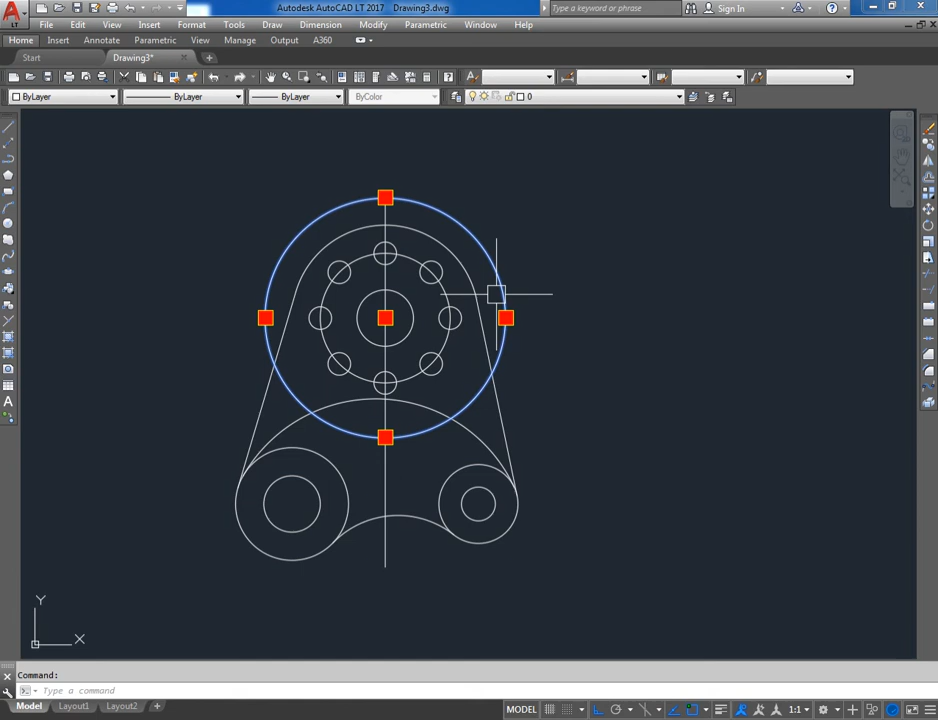 A Autodesk AutoCAD LT 2017 Drawing3.dwg Type a keyword or phrase Sign In
LT File Edit View Insert Format Tools Draw Dimension Modify Parametric Window Help
Home Insert Annotate Parametric View Manage Output A360
Start Drawing3*
ByLayer ByLayer ByLayer ByColor 0
A
Y
X
Command:
Type a command
Model Layout1 Layout2 + MODEL 1:1